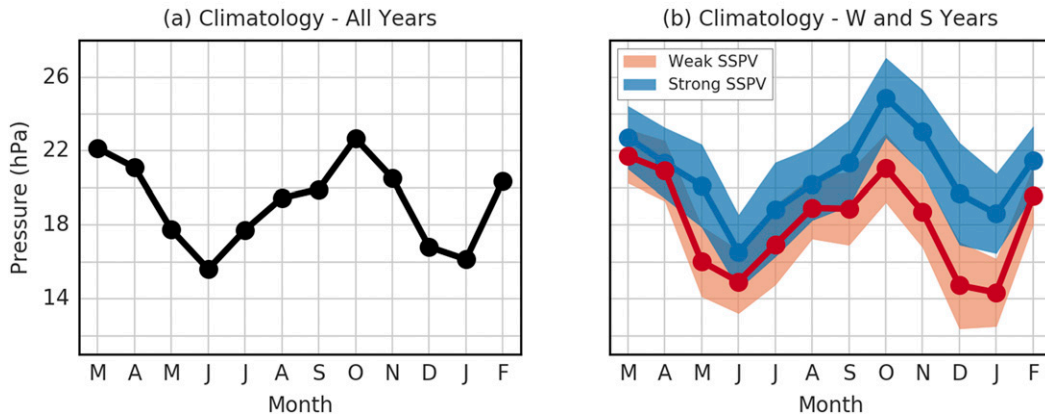 (a) Climatology - All Years
Pressure (hPa)
26
22
18
14
M A M J J A S O N D J F
Month
(b) Climatology - W and S Years
Weak SSPV
Strong SSPV
M A M J J A S O N D J F
Month